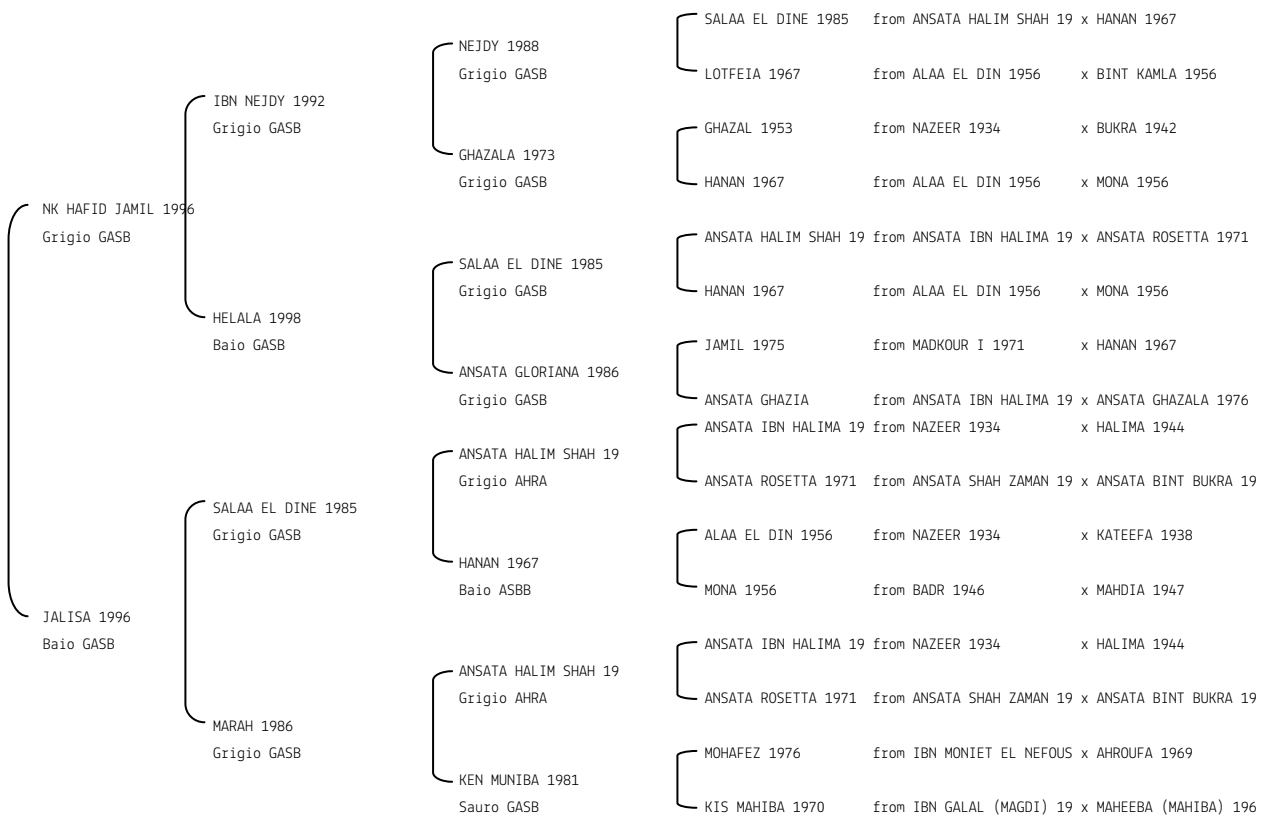 SALAA EL DINE 1985 from ANSATA HALIM SHAH 19 x HANAN 1967
NEJDY 1988
Grigio GASB LOTFEIA 1967 from ALAA EL DIN 1956 x BINT KAMLA 1956
IBN NEJDY 1992
Grigio GASB GHAZAL 1953 from NAZEER 1934 x BUKRA 1942
GHAZALA 1973
Grigio GASB HANAN 1967 from ALAA EL DIN 1956 x MONA 1956
NK HAFID JAMIL 1996
Grigio GASB ANSATA HALIM SHAH 19 from ANSATA IBN HALIMA 19 x ANSATA ROSETTA 1971
SALAA EL DINE 1985
Grigio GASB HANAN 1967 from ALAA EL DIN 1956 x MONA 1956
HELALA 1998
Baio GASB JAMIL 1975 from MADKOUR I 1971 x HANAN 1967
ANSATA GLORIANA 1986
Grigio GASB ANSATA GHAZIA from ANSATA IBN HALIMA 19 x ANSATA GHAZALA 1976
ANSATA IBN HALIMA 19 from NAZEER 1934 x HALIMA 1944
ANSATA HALIM SHAH 19
Grigio AHRA ANSATA ROSETTA 1971 from ANSATA SHAH ZAMAN 19 x ANSATA BINT BUKRA 19
SALAA EL DINE 1985
Grigio GASB ALAA EL DIN 1956 from NAZEER 1934 x KATEEFA 1938
HANAN 1967
Baio ASBB MONA 1956 from BADR 1946 x MAHDIA 1947
JALISA 1996
Baio GASB ANSATA IBN HALIMA 19 from NAZEER 1934 x HALIMA 1944
ANSATA HALIM SHAH 19
Grigio AHRA ANSATA ROSETTA 1971 from ANSATA SHAH ZAMAN 19 x ANSATA BINT BUKRA 19
MARAH 1986
Grigio GASB MOHAFEZ 1976 from IBN MONIET EL NEFOUS x AHROUFA 1969
KEN MUNIBA 1981
Sauro GASB KIS MAHIBA 1970 from IBN GALAL (MAGDI) 19 x MAHEEBA (MAHIBA) 196